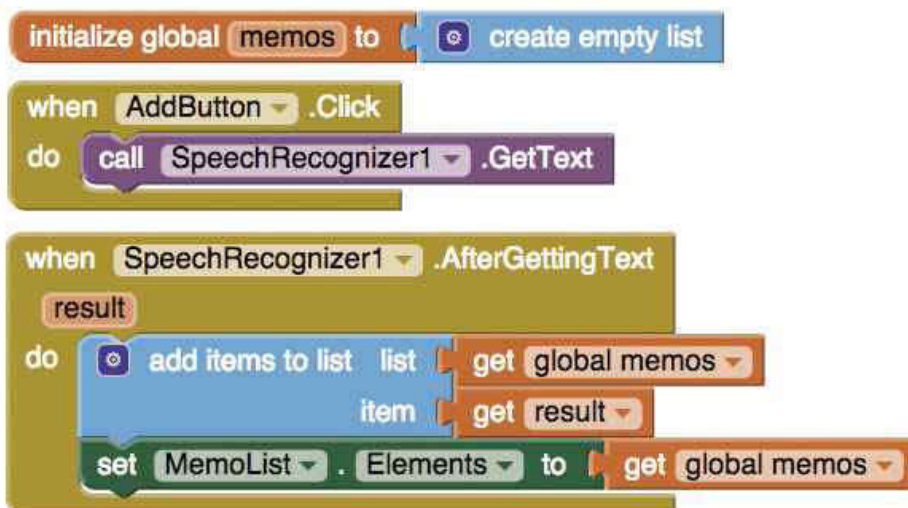 initialize global memos to create empty list
when AddButton .Click
do call SpeechRecognizer1 .GetText
when SpeechRecognizer1 .AfterGettingText
result
do add items to list list get global memos
item get result
set MemoList . Elements to get global memos